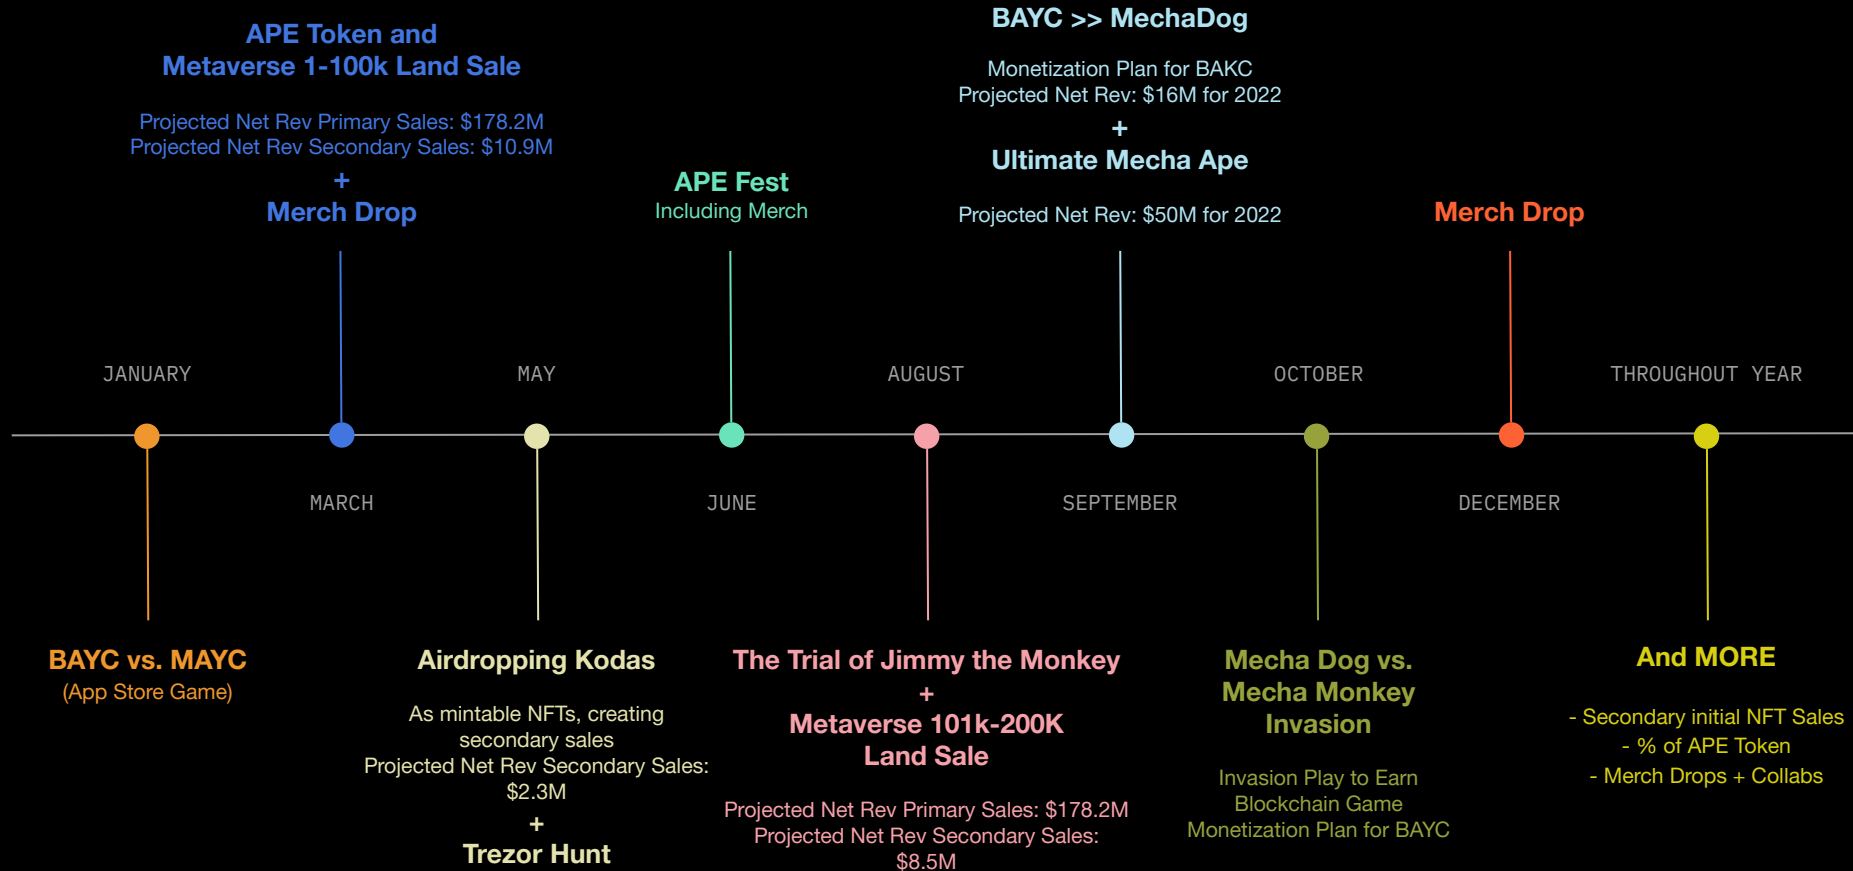 APE Token and
Metaverse 1-100k Land Sale
Projected Net Rev Primary Sales: $178.2M
Projected Net Rev Secondary Sales: $10.9M
+
Merch Drop
APE Fest
Including Merch
BAYC >> MechaDog
Monetization Plan for BAKC
Projected Net Rev: $16M for 2022
+
Ultimate Mecha Ape
Projected Net Rev: $50M for 2022
Merch Drop
JANUARY
MAY
AUGUST
OCTOBER
THROUGHOUT YEAR
MARCH
JUNE
SEPTEMBER
DECEMBER
BAYC vs. MAYC
(App Store Game)
Airdropping Kodas
As mintable NFTs, creating
secondary sales
Projected Net Rev Secondary Sales:
$2.3M
+
Trezor Hunt
The Trial of Jimmy the Monkey
+
Metaverse 101k-200K
Land Sale
Projected Net Rev Primary Sales: $178.2M
Projected Net Rev Secondary Sales:
$8.5M
Mecha Dog vs.
Mecha Monkey
Invasion
Invasion Play to Earn
Blockchain Game
Monetization Plan for BAYC
And MORE
- Secondary initial NFT Sales
- % of APE Token
- Merch Drops + Collabs